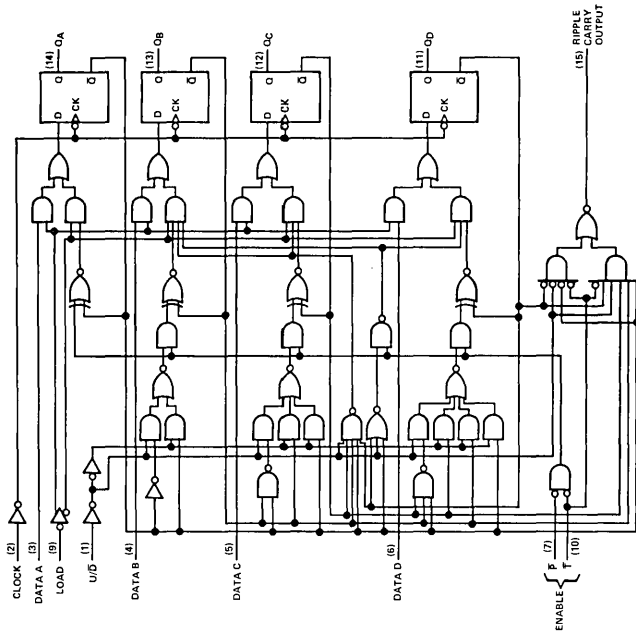 CLOCK (2)
DATA A (3)
LOAD (9)
U/D̅ (1)
DATA B (4)
DATA C (5)
DATA D (6)
ENABLE { P̅ (7)
T̅ (10)
(14) QA
D Q
CK
Q̅
(13) QB
D Q
CK
Q̅
(12) QC
D Q
CK
Q̅
(11) QD
D Q
CK
Q̅
(15) RIPPLE
CARRY
OUTPUT